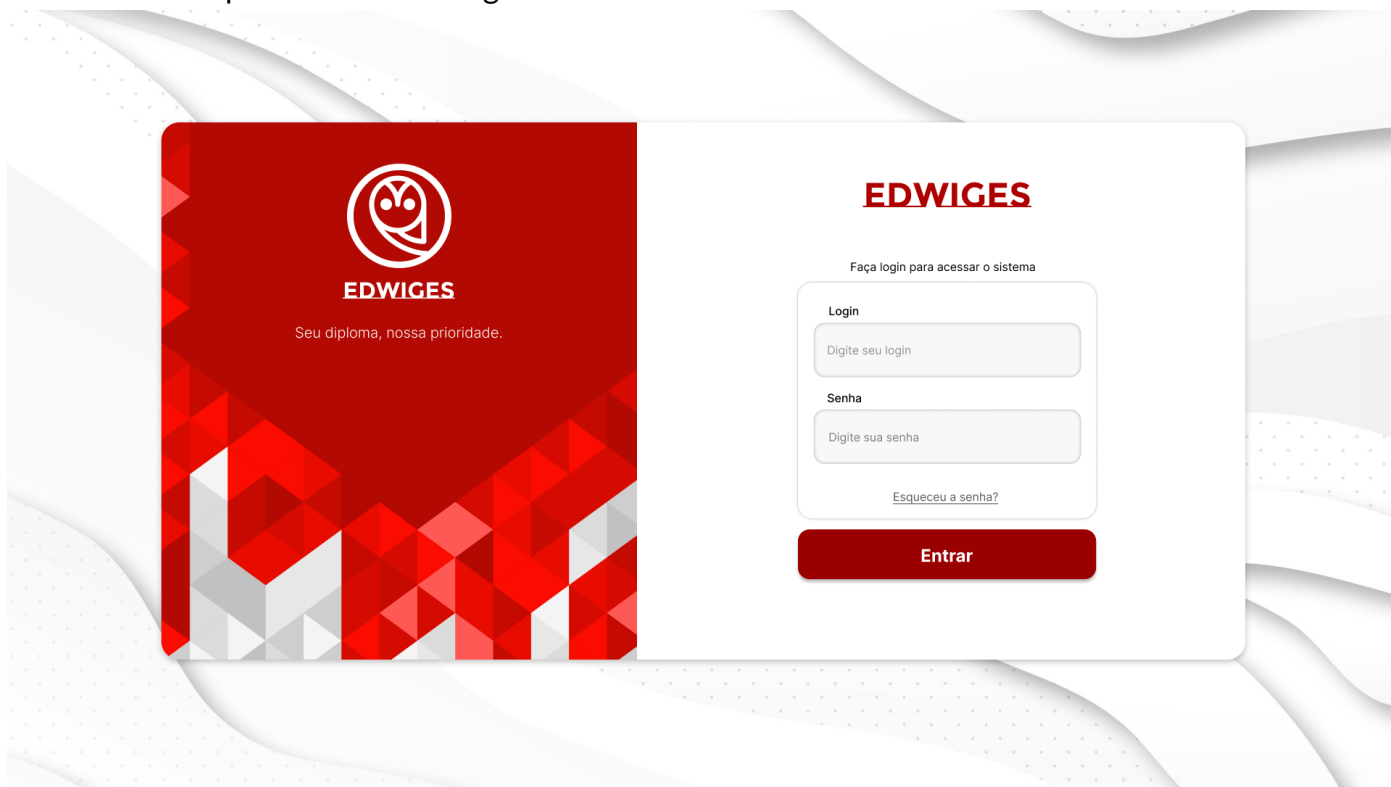 EDWIGES
Seu diploma, nossa prioridade.
EDWIGES
Faça login para acessar o sistema
Login
Digite seu login
Senha
Digite sua senha
Esqueceu a senha?
Entrar